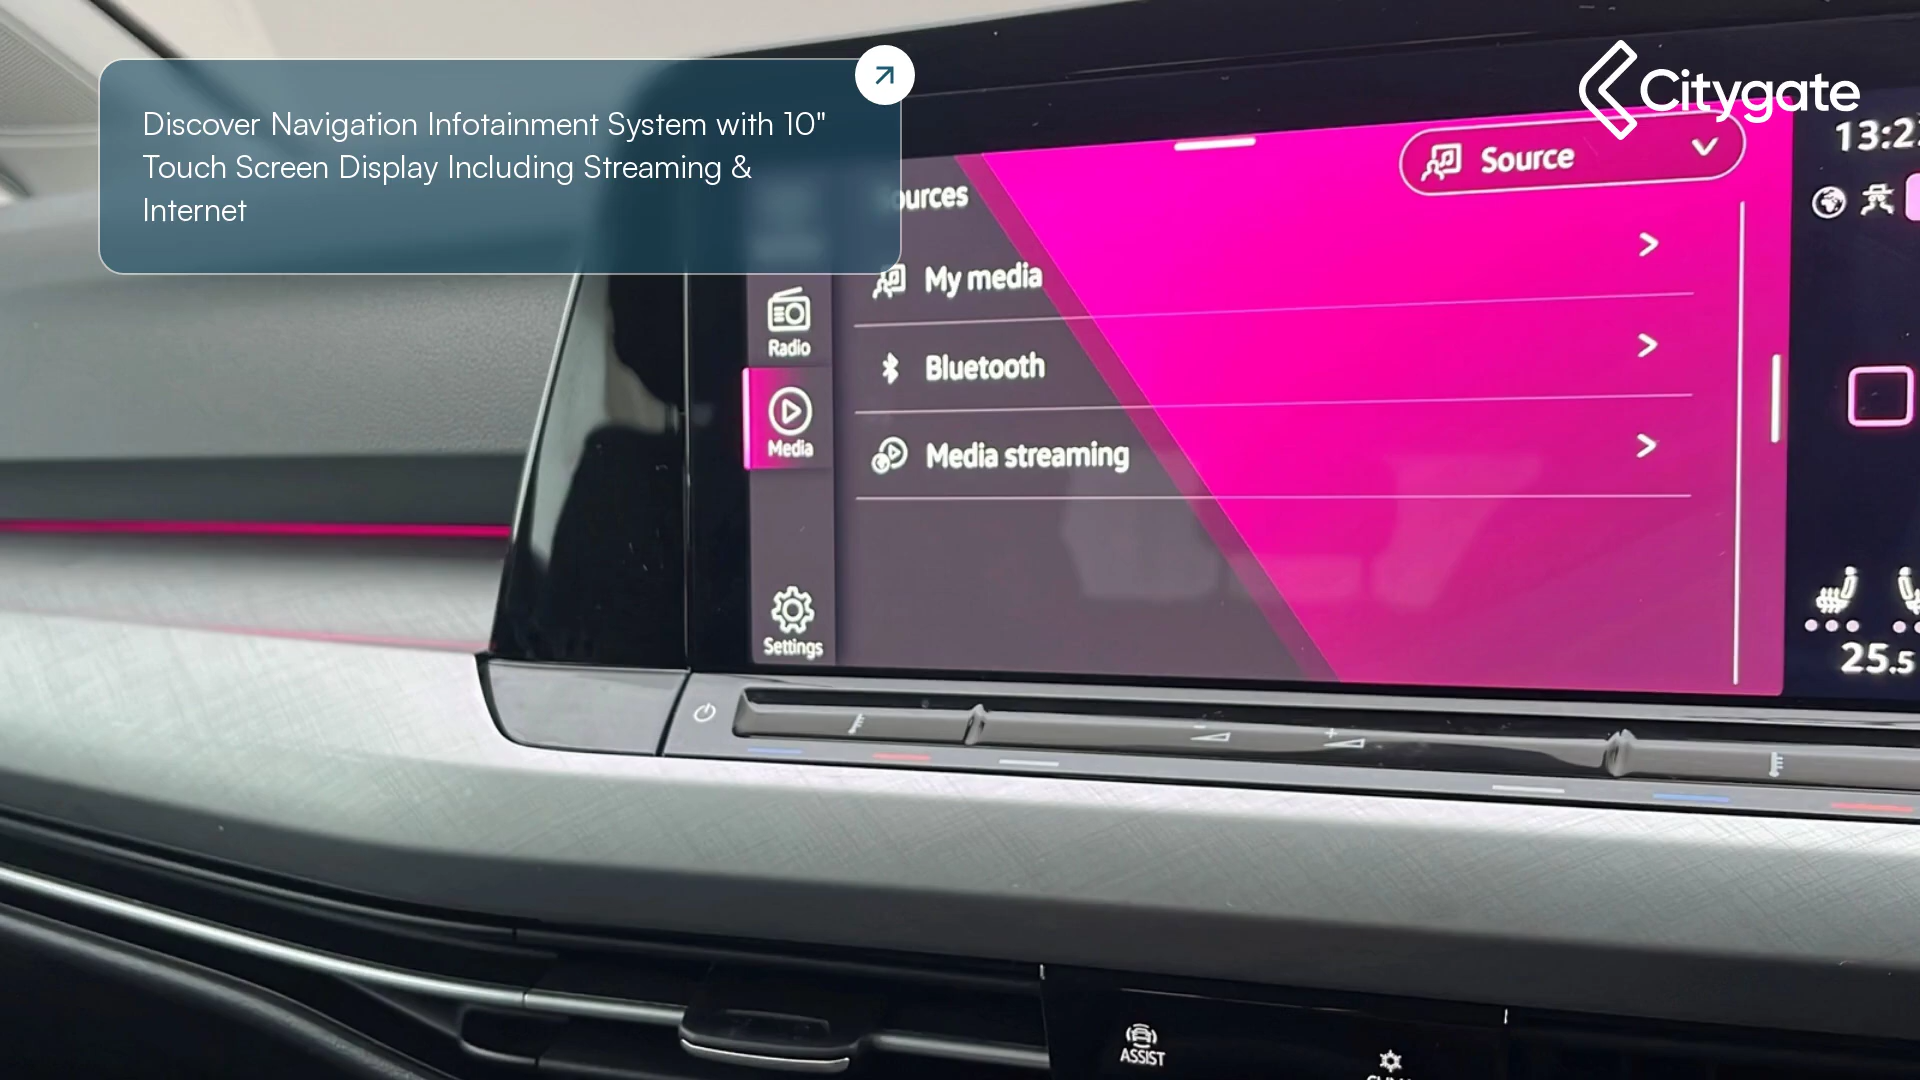 Discover Navigation Infotainment System with 10"
Touch Screen Display Including Streaming &
Internet
Citygate
Source
My media
Bluetooth
Media streaming
Radio
Media
Settings
25.5
ASSIST